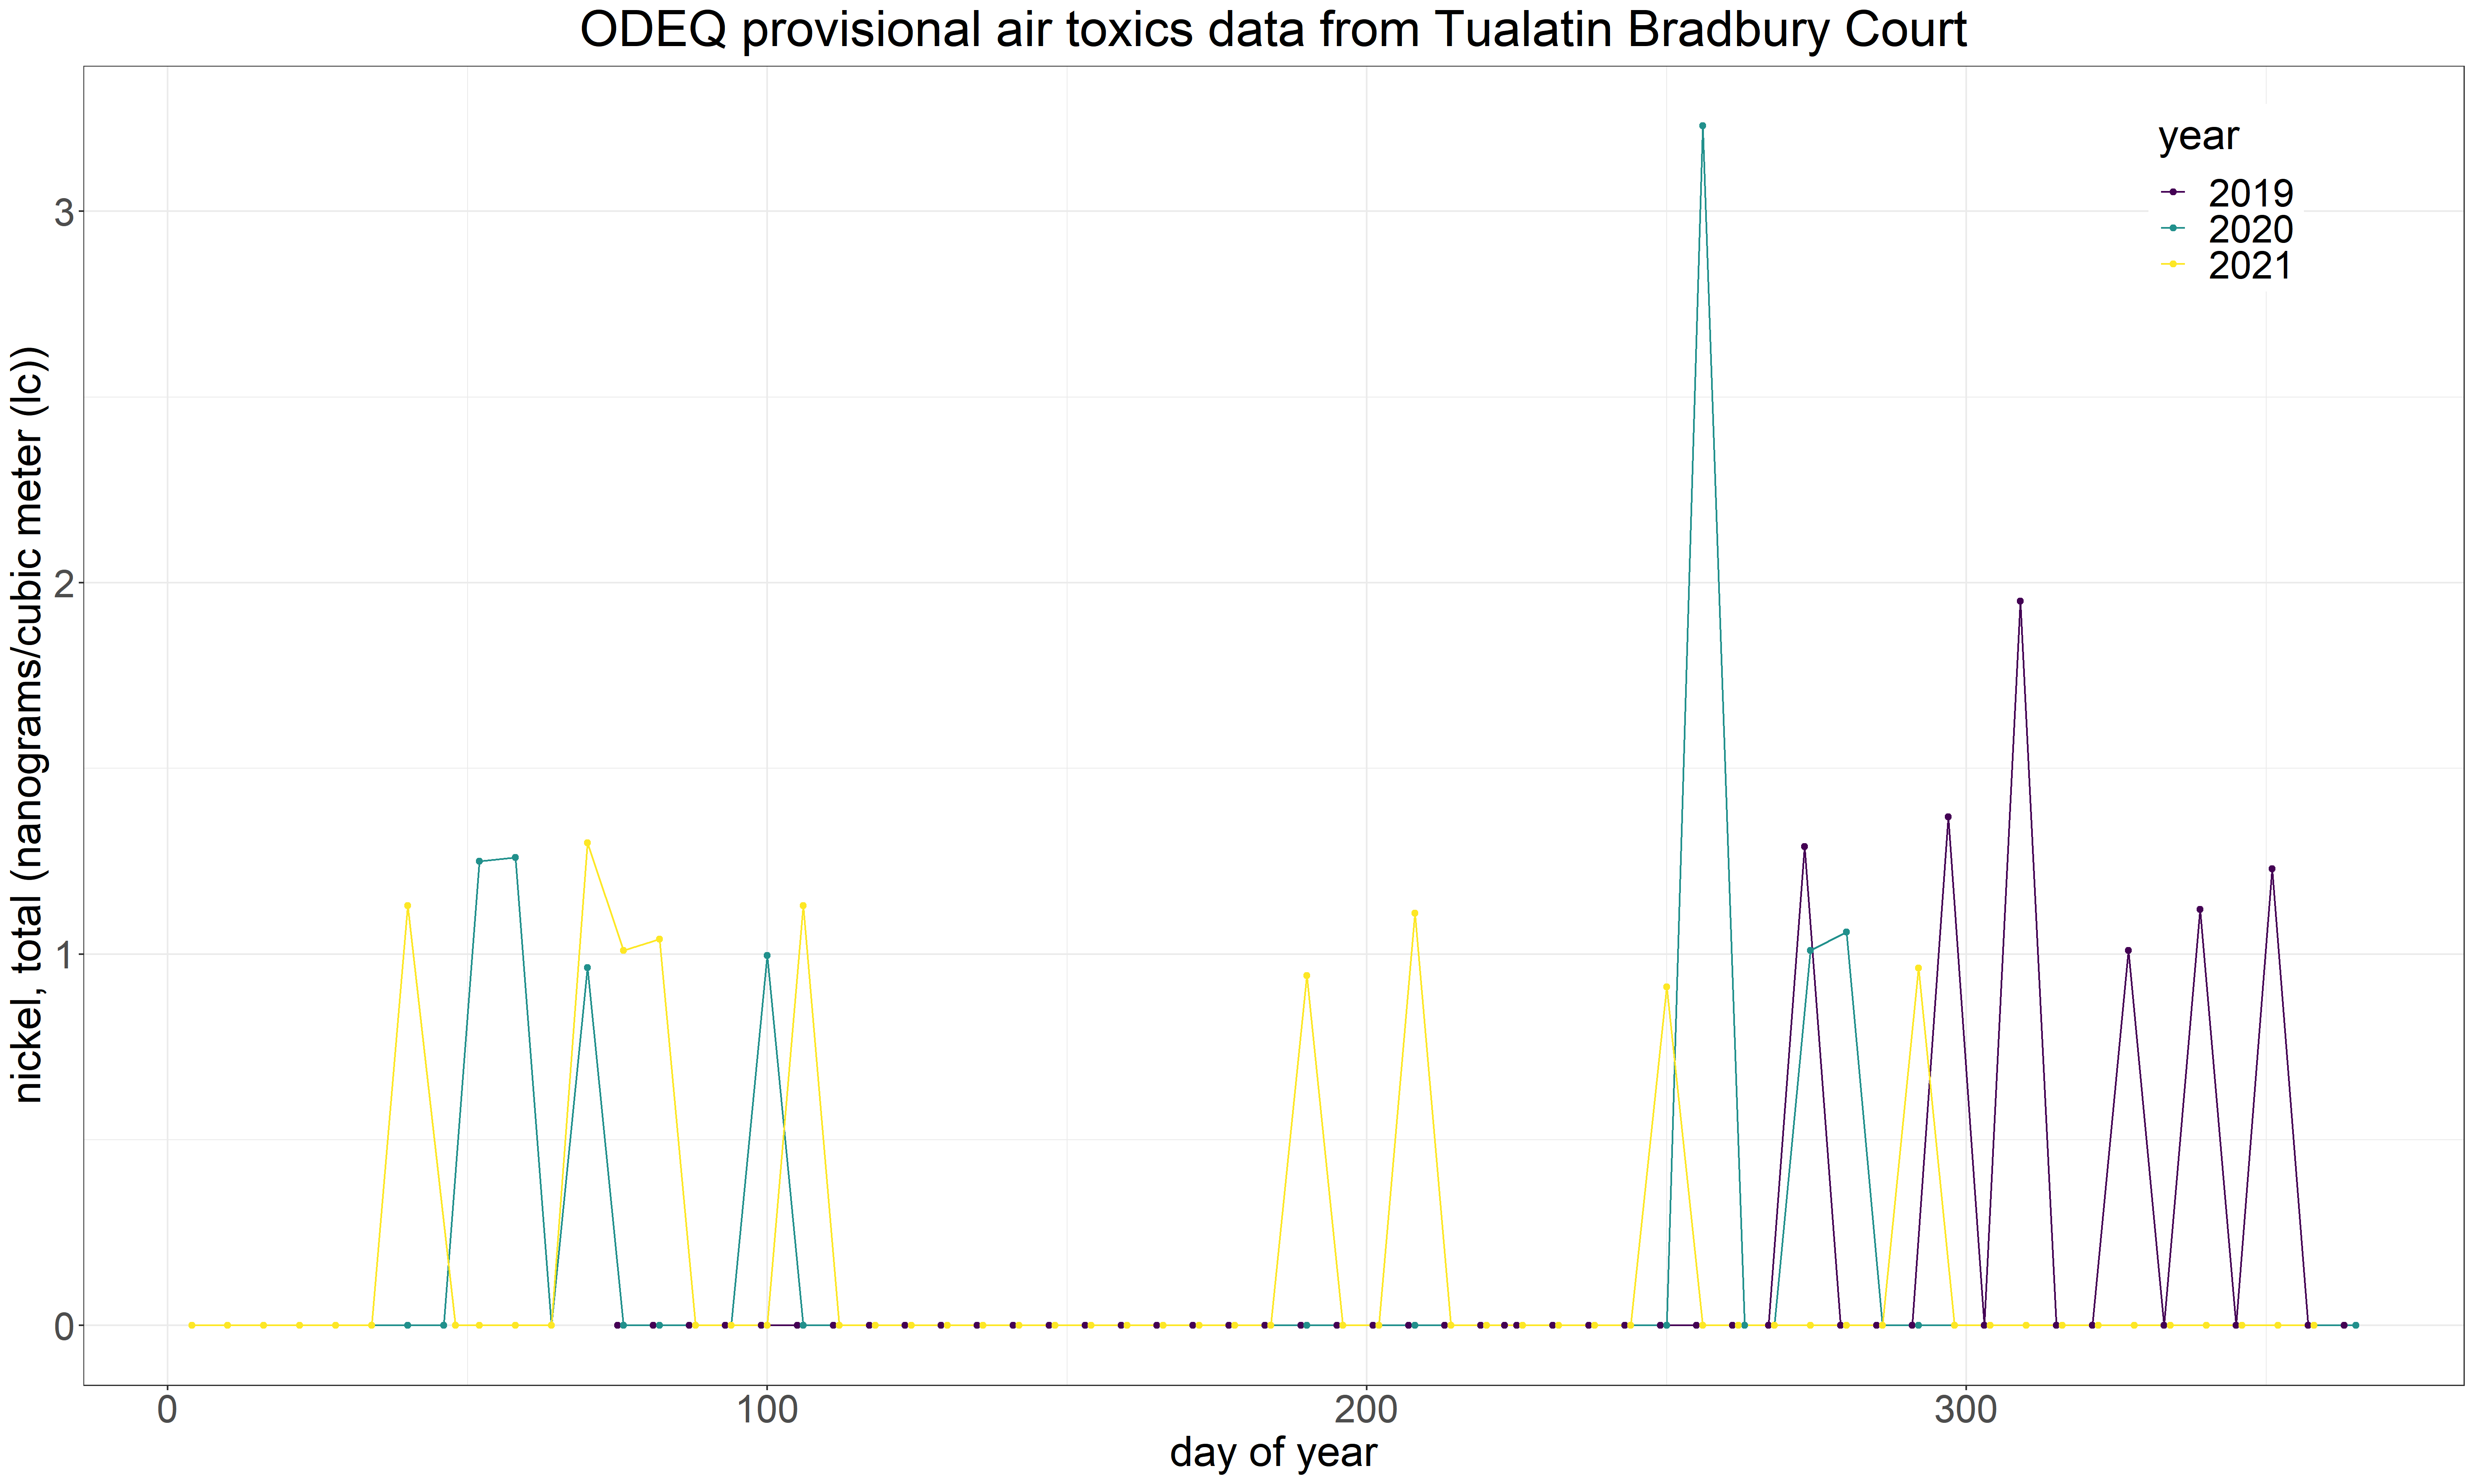 ODEQ provisional air toxics data from Tualatin Bradbury Court
year
2019
2020
2021
nickel, total (nanograms/cubic meter (lc))
3
2
1
0
0 100 200 300
day of year